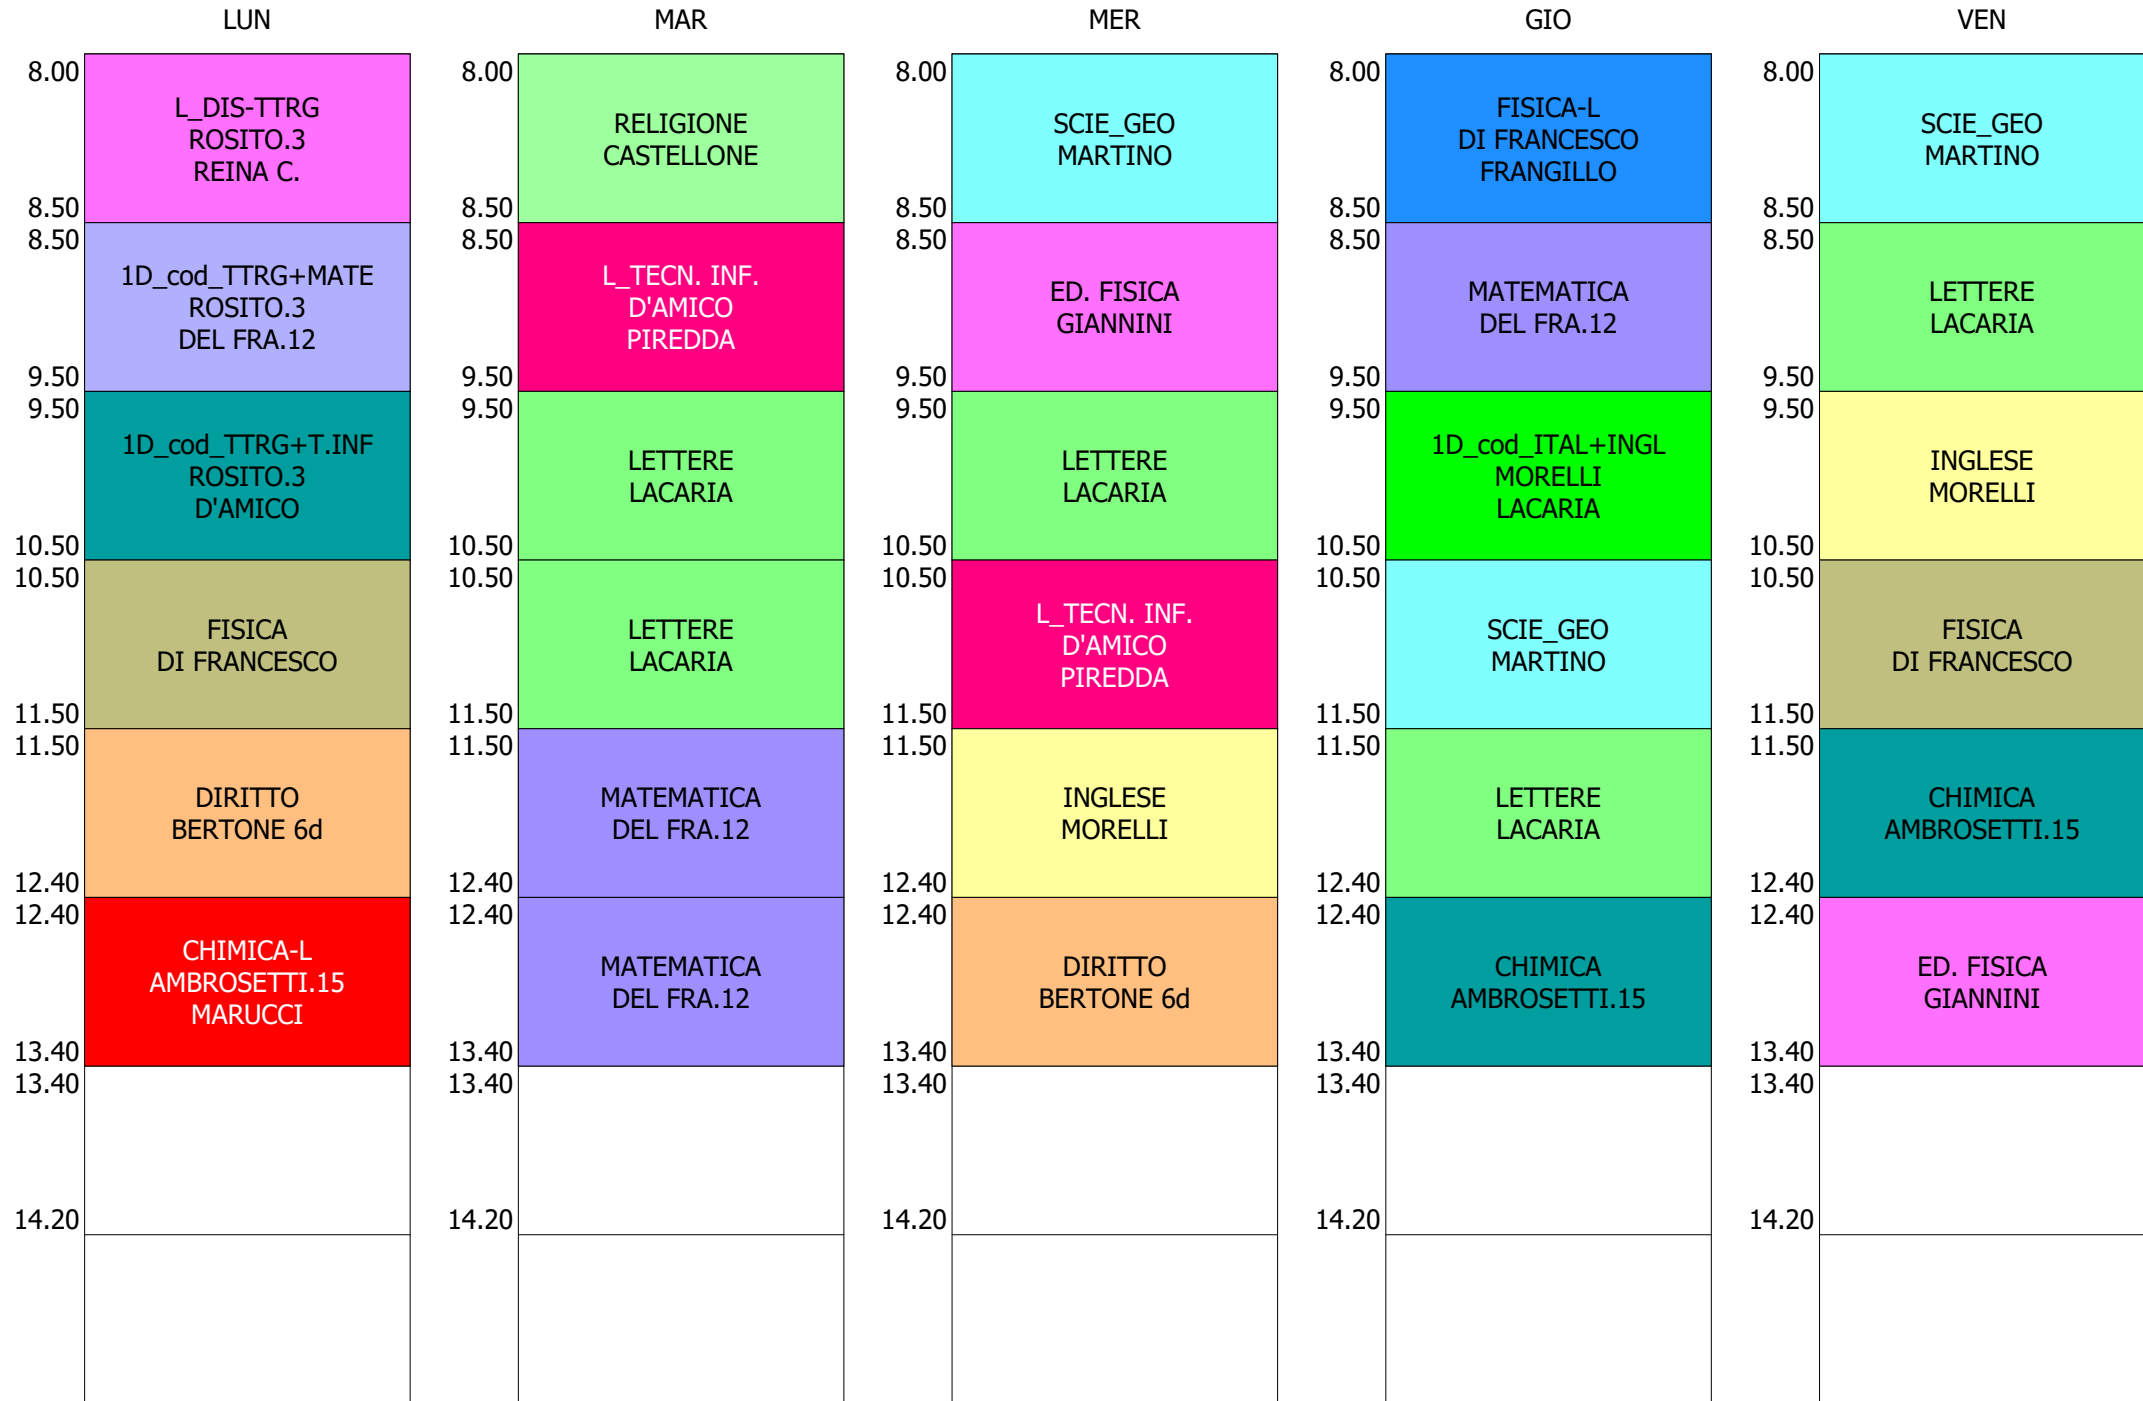 LUN
8.00
L_DIS-TTRG
ROSITO.3
REINA C.
8.50
8.50
1D_cod_TTRG+MATE
ROSITO.3
DEL FRA.12
9.50
9.50
1D_cod_TTRG+T.INF
ROSITO.3
D'AMICO
10.50
10.50
FISICA
DI FRANCESCO
11.50
11.50
DIRITTO
BERTONE 6d
12.40
12.40
CHIMICA-L
AMBROSETTI.15
MARUCCI
13.40
13.40
14.20
MAR
8.00
RELIGIONE
CASTELLONE
8.50
8.50
L_TECN. INF.
D'AMICO
PIREDDA
9.50
9.50
LETTERE
LACARIA
10.50
10.50
LETTERE
LACARIA
11.50
11.50
MATEMATICA
DEL FRA.12
12.40
12.40
MATEMATICA
DEL FRA.12
13.40
13.40
14.20
MER
8.00
SCIE_GEO
MARTINO
8.50
8.50
ED. FISICA
GIANNINI
9.50
9.50
LETTERE
LACARIA
10.50
10.50
L_TECN. INF.
D'AMICO
PIREDDA
11.50
11.50
INGLESE
MORELLI
12.40
12.40
DIRITTO
BERTONE 6d
13.40
13.40
14.20
GIO
8.00
FISICA-L
DI FRANCESCO
FRANGILLO
8.50
8.50
MATEMATICA
DEL FRA.12
9.50
9.50
1D_cod_ITAL+INGL
MORELLI
LACARIA
10.50
10.50
SCIE_GEO
MARTINO
11.50
11.50
LETTERE
LACARIA
12.40
12.40
CHIMICA
AMBROSETTI.15
13.40
13.40
14.20
VEN
8.00
SCIE_GEO
MARTINO
8.50
8.50
LETTERE
LACARIA
9.50
9.50
INGLESE
MORELLI
10.50
10.50
FISICA
DI FRANCESCO
11.50
11.50
CHIMICA
AMBROSETTI.15
12.40
12.40
ED. FISICA
GIANNINI
13.40
13.40
14.20